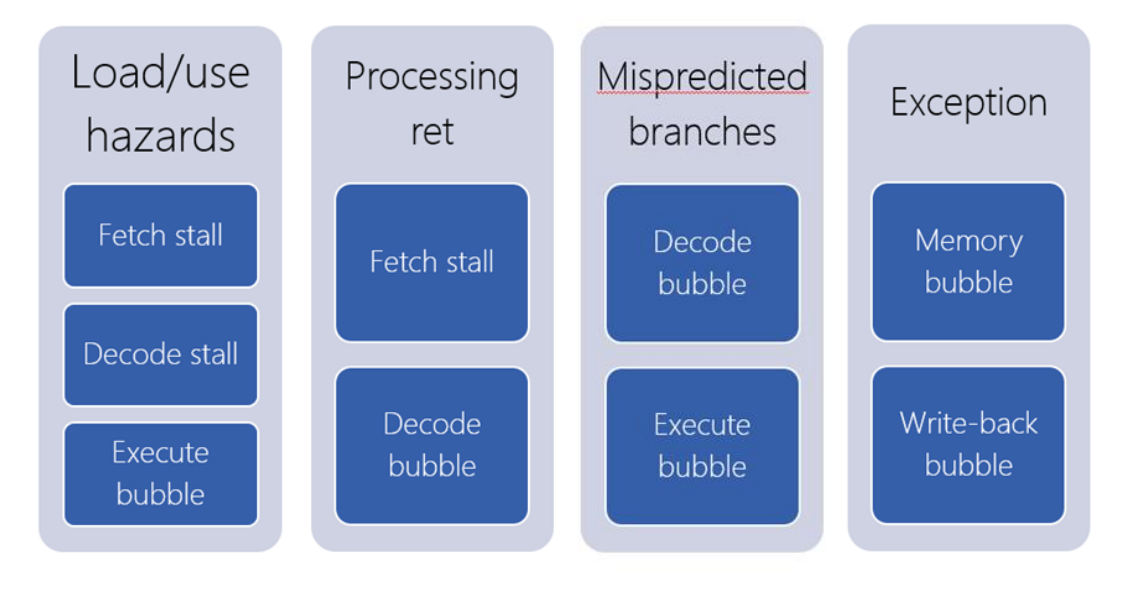 Load/use
hazards
Fetch stall
Decode stall
Execute
bubble
Processing
ret
Fetch stall
Decode
bubble
Mispredicted
branches
Decode
bubble
Execute
bubble
Exception
Memory
bubble
Write-back
bubble